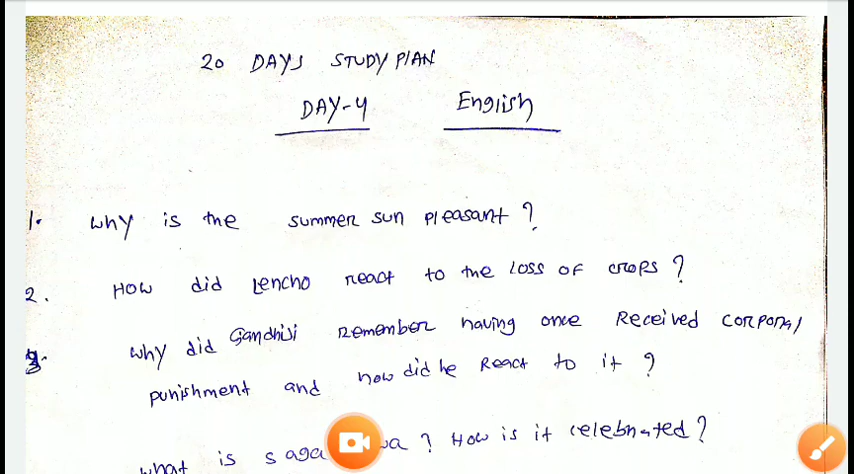 20 DAYS STUDY PLAN
DAY-4 English
1. Why is the summer sun pleasant ?
2. How did Lencho react to the Loss of crops ?
3. Why did Gandhiji remember having once Received corporal
punishment and how did he React to it ?
what is saga ? How is it celebrated ?